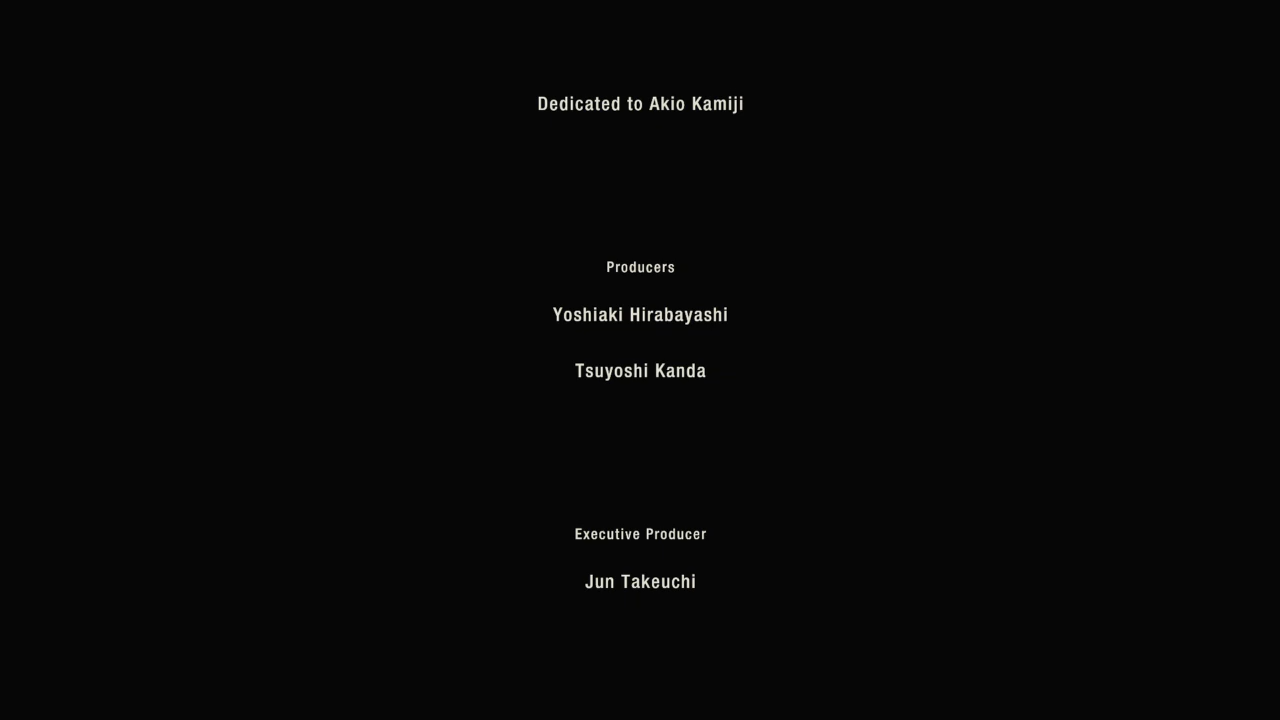 Dedicated to Akio Kamiji
Producers
Yoshiaki Hirabayashi
Tsuyoshi Kanda
Executive Producer
Jun Takeuchi